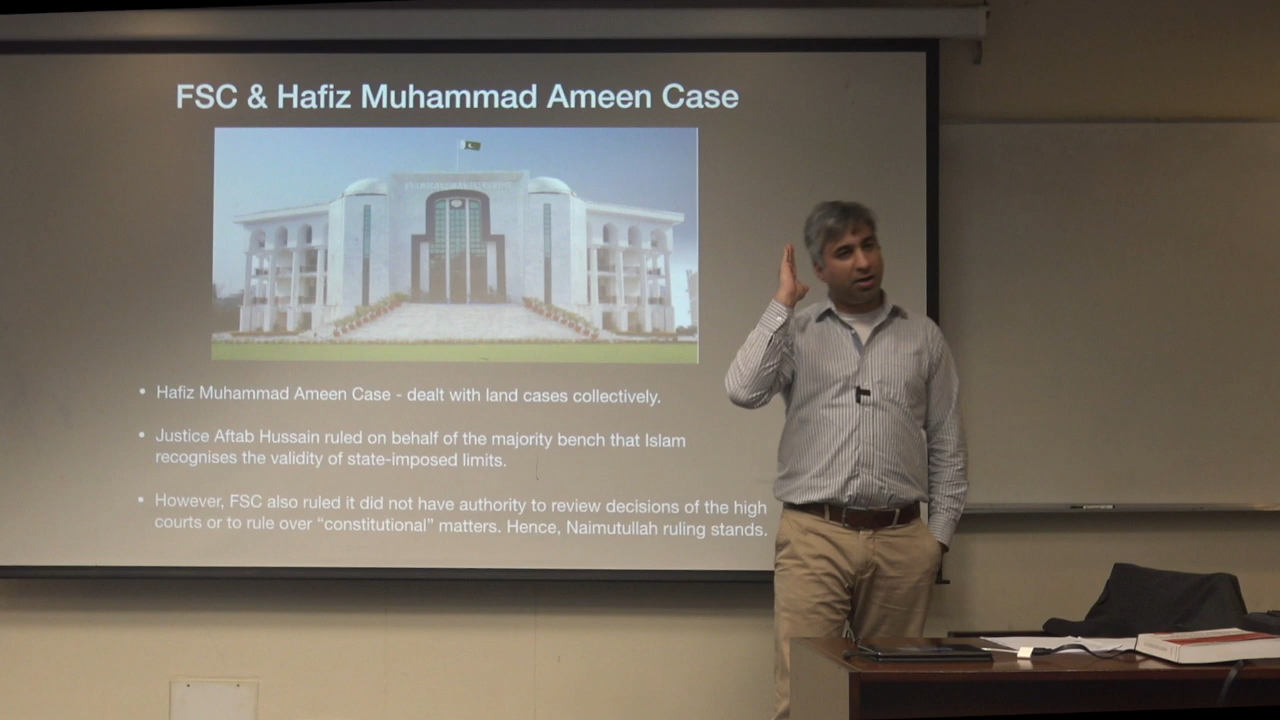 FSC & Hafiz Muhammad Ameen Case
• Hafiz Muhammad Ameen Case - dealt with land cases collectively.
• Justice Aftab Hussain ruled on behalf of the majority bench that Islam
recognises the validity of state-imposed limits.
• However, FSC also ruled it did not have authority to review decisions of the high
courts or to rule over “constitutional” matters. Hence, Naimutullah ruling stands.